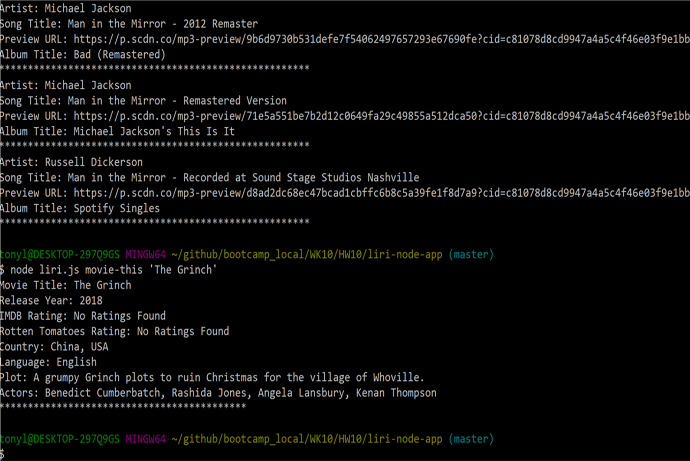 Artist: Michael Jackson
Song Title: Man in the Mirror - 2012 Remaster
Preview URL: https://p.scdn.co/mp3-preview/9b6d9730b531defe7f54062497657293e67690fe?cid=c81078d8cd9947a4a5c4f46e03f9e1bb
Album Title: Bad (Remastered)
******************************************************
Artist: Michael Jackson
Song Title: Man in the Mirror - Remastered Version
Preview URL: https://p.scdn.co/mp3-preview/71e5a551be7b2d12c0649fa29c49855a512dca50?cid=c81078d8cd9947a4a5c4f46e03f9e1bb
Album Title: Michael Jackson's This Is It
******************************************************
Artist: Russell Dickerson
Song Title: Man in the Mirror - Recorded at Sound Stage Studios Nashville
Preview URL: https://p.scdn.co/mp3-preview/d8ad2dc68ec47bcad1cbffc6b8c5a39fe1f8d7a9?cid=c81078d8cd9947a4a5c4f46e03f9e1bb
Album Title: Spotify Singles
******************************************************
tonyl@DESKTOP-297Q9GS MINGW64 ~/github/bootcamp_local/WK10/HW10/liri-node-app (master)
$ node liri.js movie-this 'The Grinch'
Movie Title: The Grinch
Release Year: 2018
IMDB Rating: No Ratings Found
Rotten Tomatoes Rating: No Ratings Found
Country: China, USA
Language: English
Plot: A grumpy Grinch plots to ruin Christmas for the village of Whoville.
Actors: Benedict Cumberbatch, Rashida Jones, Angela Lansbury, Kenan Thompson
*******************************************
tonyl@DESKTOP-297Q9GS MINGW64 ~/github/bootcamp_local/WK10/HW10/liri-node-app (master)
$